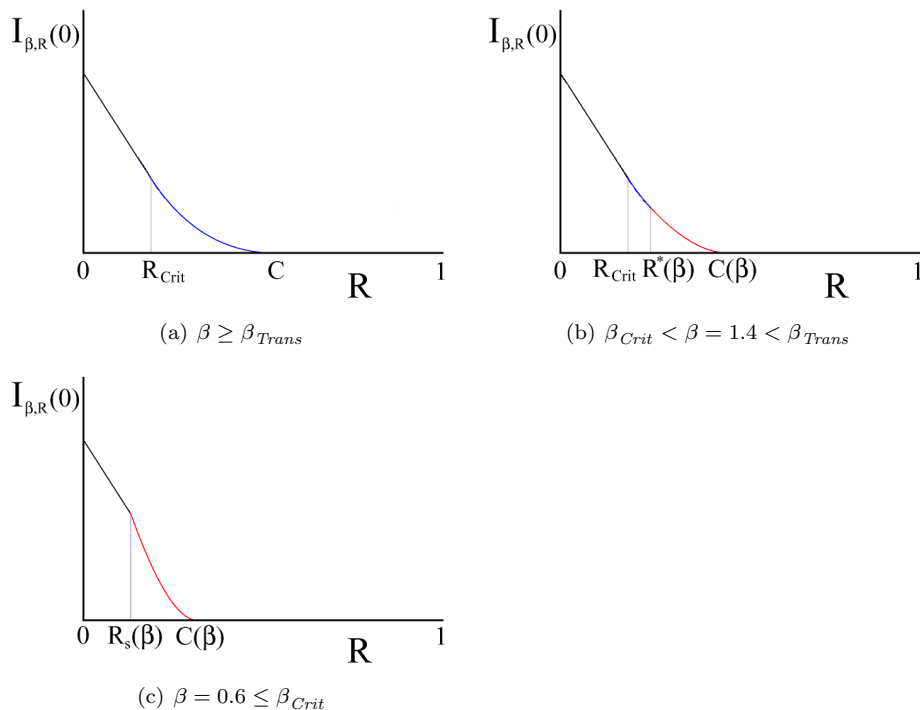 I_{β,R}(0)
0 R_{Crit} C 1
R
(a) β ≥ β_{Trans}
I_{β,R}(0)
0 R_{Crit} R^*(β) C(β) 1
R
(b) β_{Crit} < β = 1.4 < β_{Trans}
I_{β,R}(0)
0 R_s(β) C(β) 1
R
(c) β = 0.6 ≤ β_{Crit}